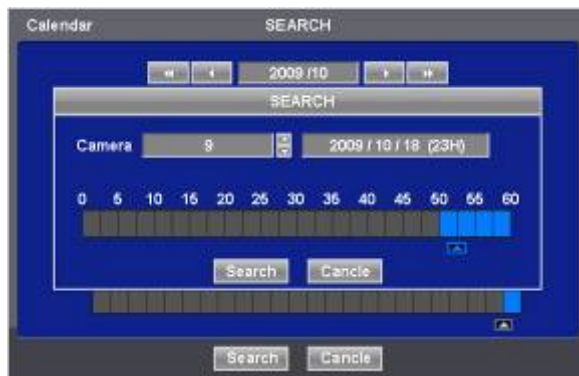 Calendar SEARCH
2009 /10
SEARCH
Camera 9 2009 / 10 / 18 (23H)
0 5 10 15 20 25 30 35 40 45 50 55 60
Search Cancle
Search Cancle